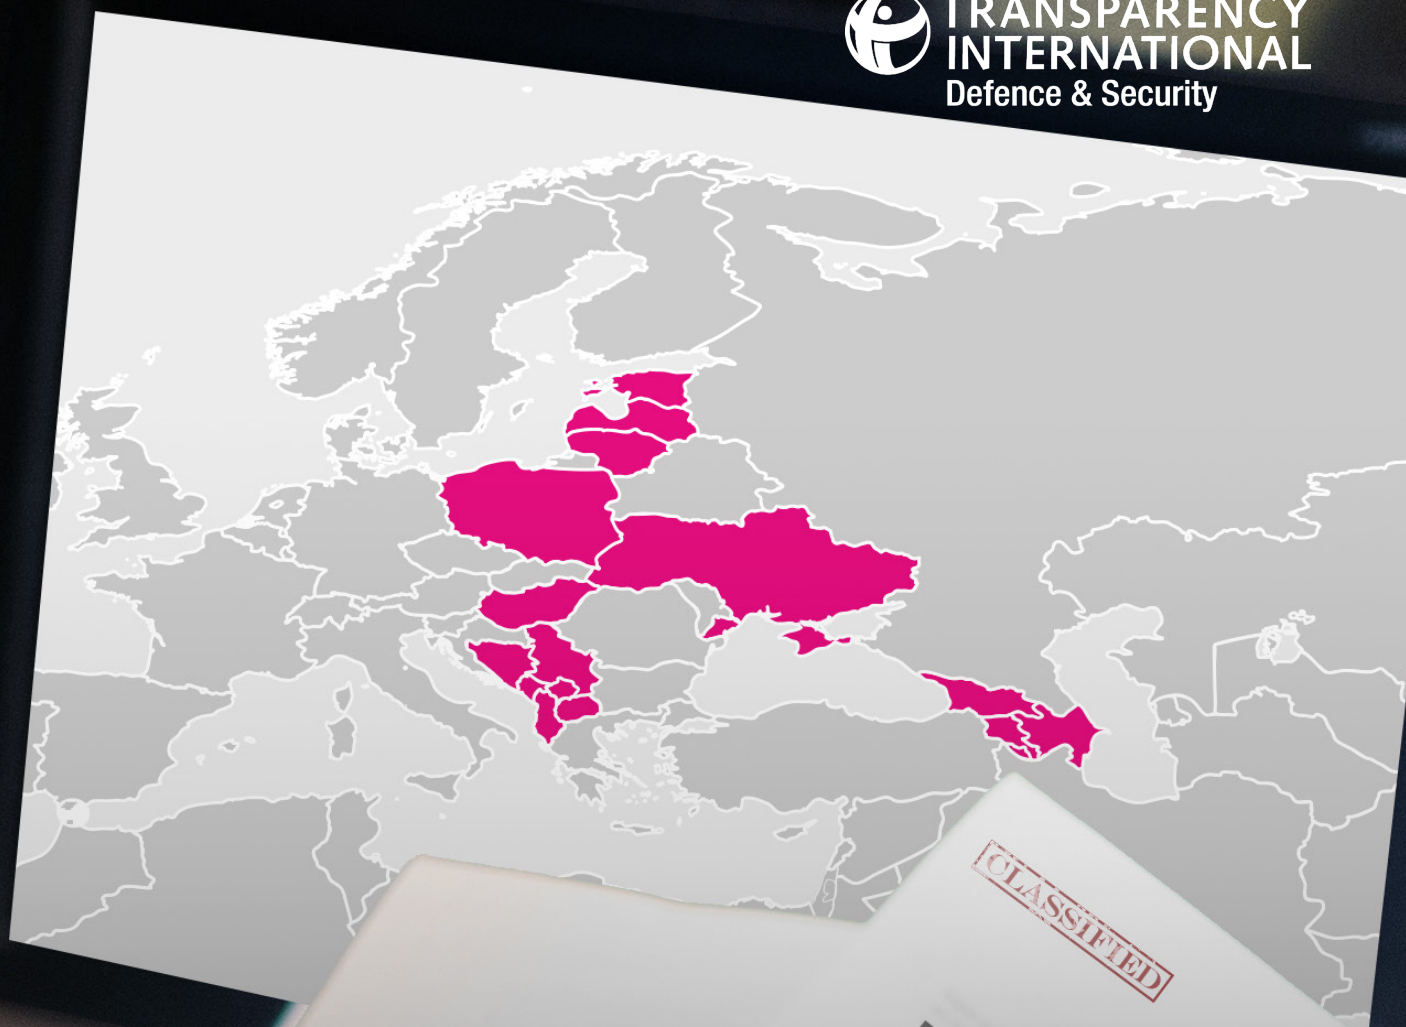 TRANSPARENCY
INTERNATIONAL
Defence & Security
CLASSIFIED